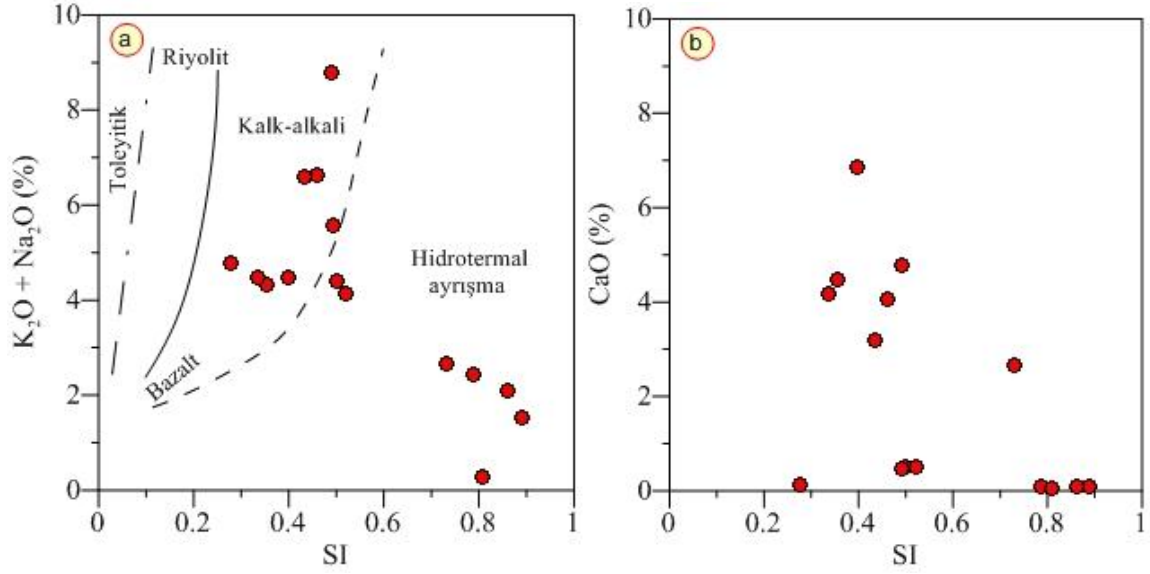 a
10
8
6
4
2
0
K₂O + Na₂O (%)
Toleyitik
Riyolit
Kalk-alkali
Bazalt
Hidrotermal
ayrışma
0
0.2
0.4
0.6
0.8
1
SI
b
10
8
6
4
2
0
CaO (%)
0
0.2
0.4
0.6
0.8
1
SI